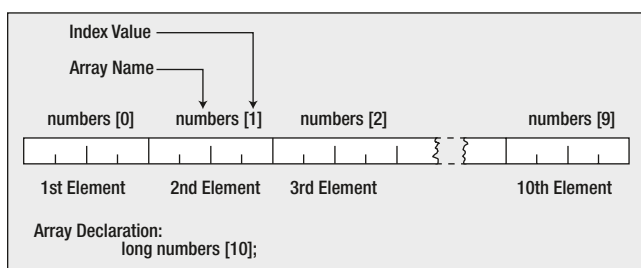 Index Value
Array Name
numbers [0] numbers [1] numbers [2] numbers [9]
1st Element 2nd Element 3rd Element 10th Element
Array Declaration:
long numbers [10];